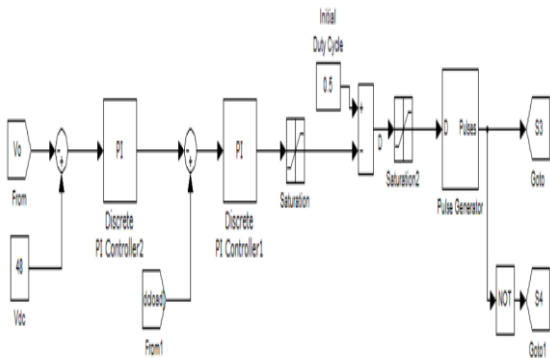 Initial
Duty Cycle
0.5
Vo
From
PI
Discrete
PI Controller2
PI
Discrete
PI Controller1
Saturation
D
Saturation2
D Pulses
Pulse Generator
S3
Goto
48
Vdc
From1
NOT
S4
Goto1